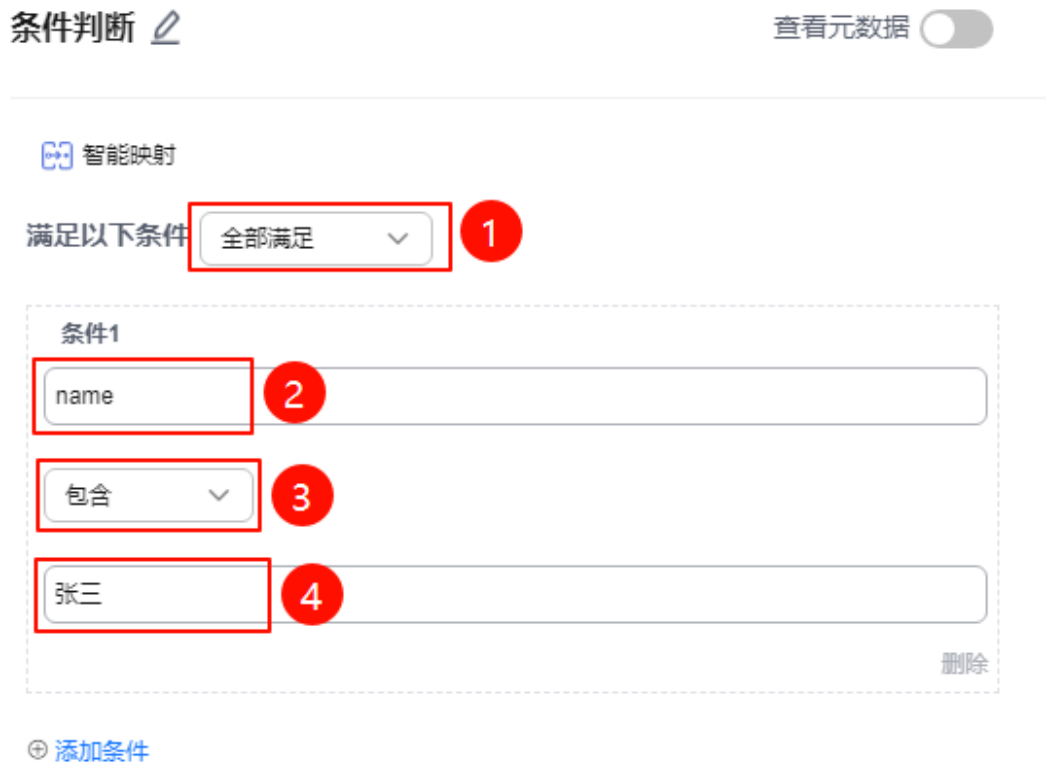 条件判断 查看元数据
智能映射
满足以下条件 全部满足 1
条件1
name 2
包含 3
张三 4
删除
添加条件